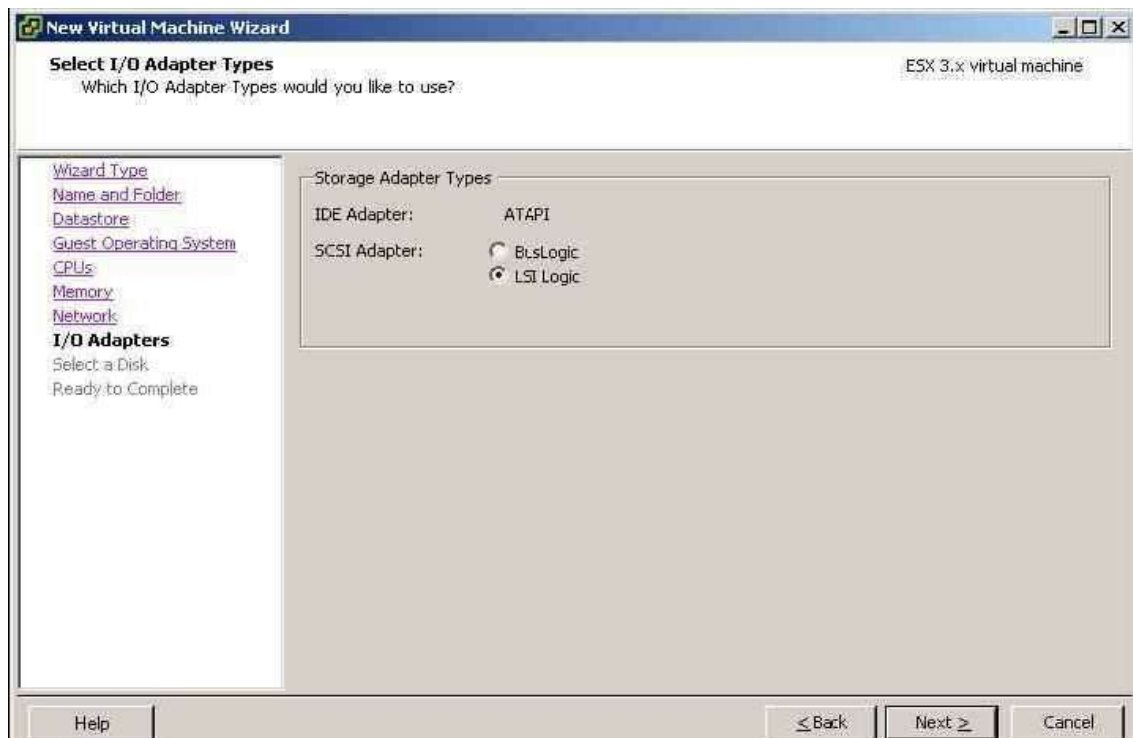 New Virtual Machine Wizard
Select I/O Adapter Types
Which I/O Adapter Types would you like to use?
ESX 3.x virtual machine
Wizard Type
Name and Folder
Datastore
Guest Operating System
CPUs
Memory
Network
I/O Adapters
Select a Disk
Ready to Complete
Storage Adapter Types
IDE Adapter: ATAPI
SCSI Adapter: BusLogic
LSI Logic
Help
< Back
Next >
Cancel